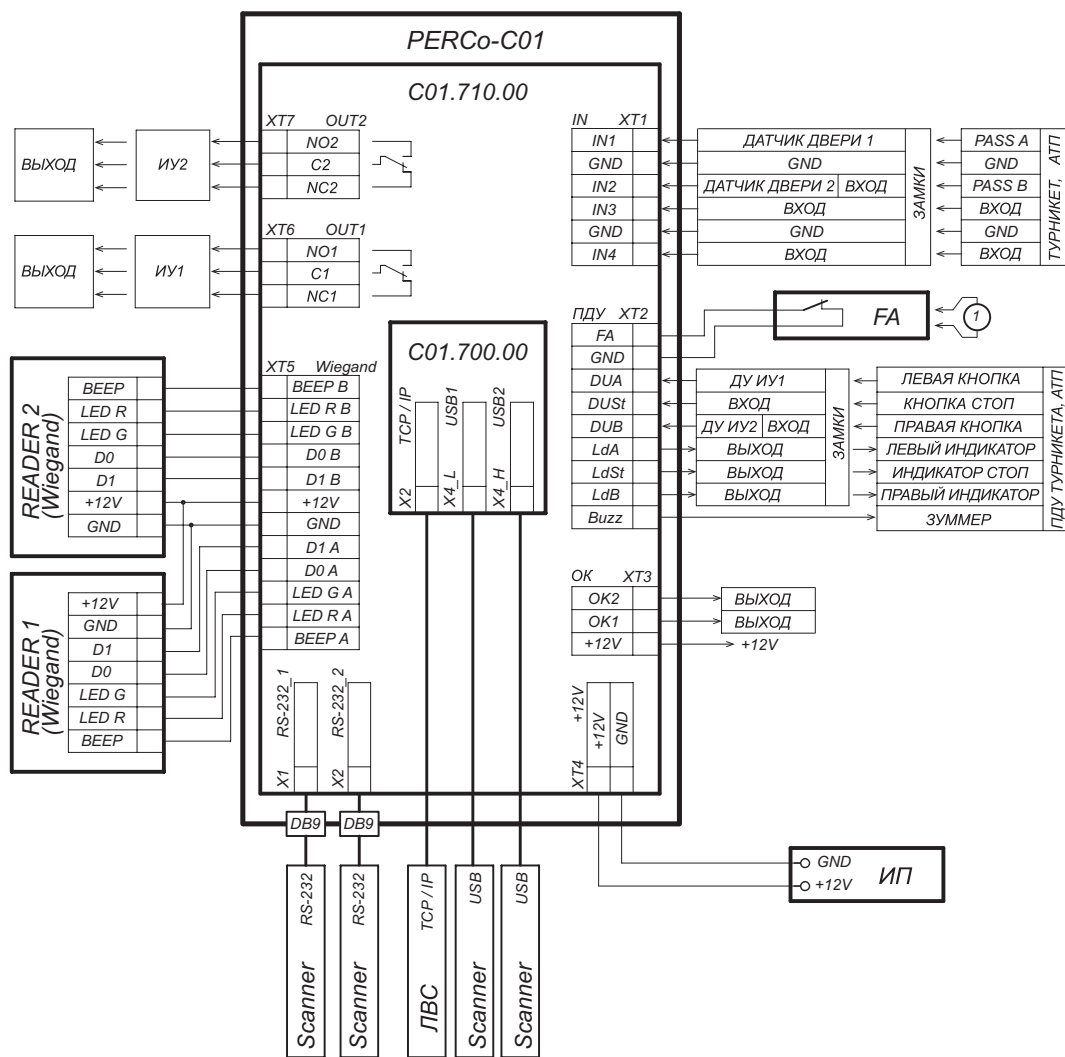 PERCo-C01
C01.710.00
XT7 OUT2
NO2
C2
NC2
ИУ2
ВЫХОД
XT6 OUT1
NO1
C1
NC1
ИУ1
ВЫХОД
IN XT1
IN1
GND
IN2
IN3
GND
IN4
ДАТЧИК ДВЕРИ 1
GND
ДАТЧИК ДВЕРИ 2 ВХОД
ВХОД
GND
ВХОД
ЗАМКИ
PASS A
GND
PASS B
ВХОД
GND
ВХОД
ТУРНИКЕТ, АТП
ПДУ XT2
FA
GND
DUA
DUSt
DUB
LdA
LdSt
LdB
Buzz
FA
1
ДУ ИУ1
ВХОД
ДУ ИУ2 ВХОД
ВЫХОД
ВЫХОД
ВЫХОД
ЗАМКИ
ЛЕВАЯ КНОПКА
КНОПКА СТОП
ПРАВАЯ КНОПКА
ЛЕВЫЙ ИНДИКАТОР
ИНДИКАТОР СТОП
ПРАВЫЙ ИНДИКАТОР
ЗУММЕР
ПДУ ТУРНИКЕТА, АТП
C01.700.00
X2 TCP / IP
X4_L USB1
X4_H USB2
XT5 Wiegand
BEEP B
LED R B
LED G B
D0 B
D1 B
+12V
GND
D1 A
D0 A
LED G A
LED R A
BEEP A
READER 2
(Wiegand)
BEEP
LED R
LED G
D0
D1
+12V
GND
READER 1
(Wiegand)
+12V
GND
D1
D0
LED G
LED R
BEEP
ОК XT3
OK2
OK1
+12V
ВЫХОД
ВЫХОД
+12V
X1 RS-232_1
X2 RS-232_2
XT4 +12V
+12V
GND
DB9
DB9
GND
+12V
ИП
Scanner RS-232
Scanner RS-232
ЛВС TCP / IP
Scanner USB
Scanner USB